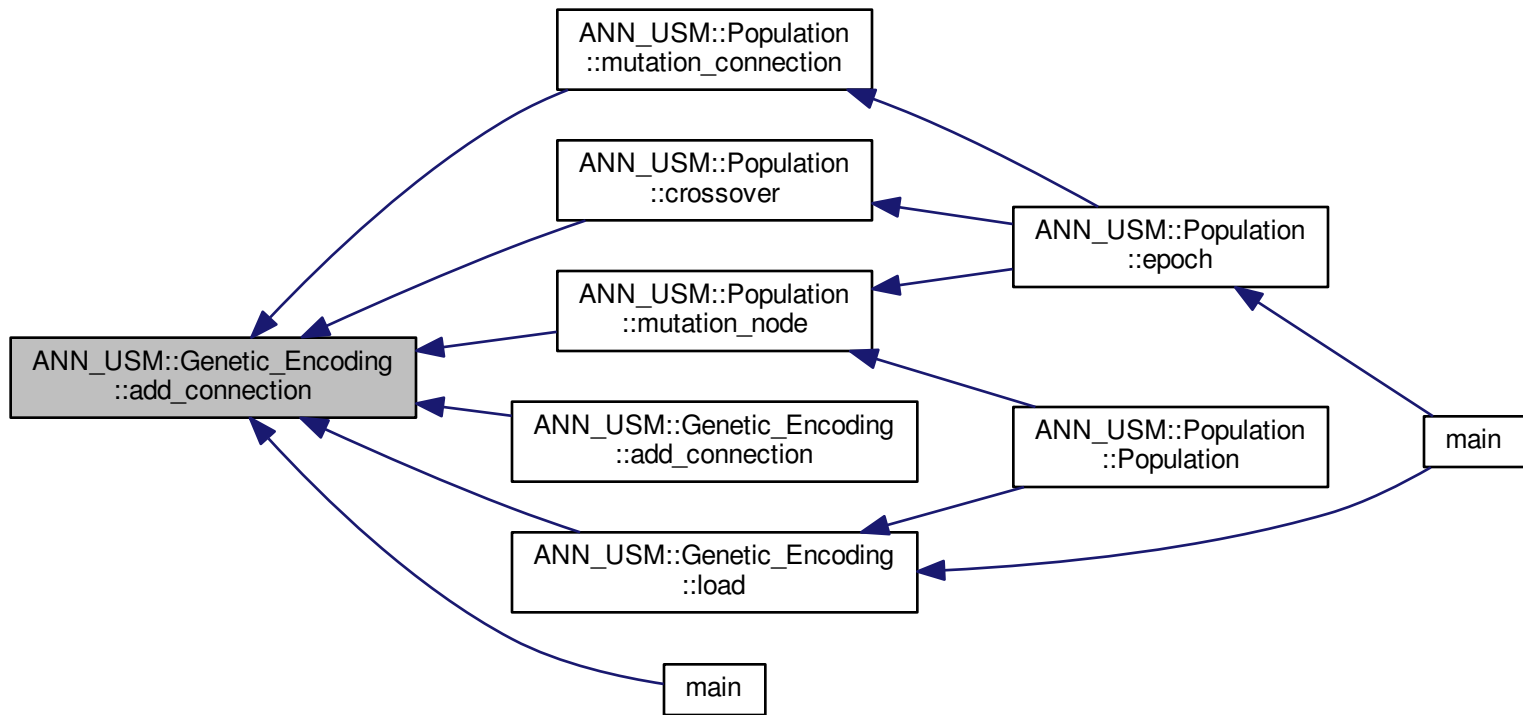 ANN_USM::Population
::mutation_connection
ANN_USM::Population
::crossover
ANN_USM::Population
::epoch
ANN_USM::Population
::mutation_node
ANN_USM::Genetic_Encoding
::add_connection
ANN_USM::Genetic_Encoding
::add_connection
ANN_USM::Population
::Population
main
ANN_USM::Genetic_Encoding
::load
main